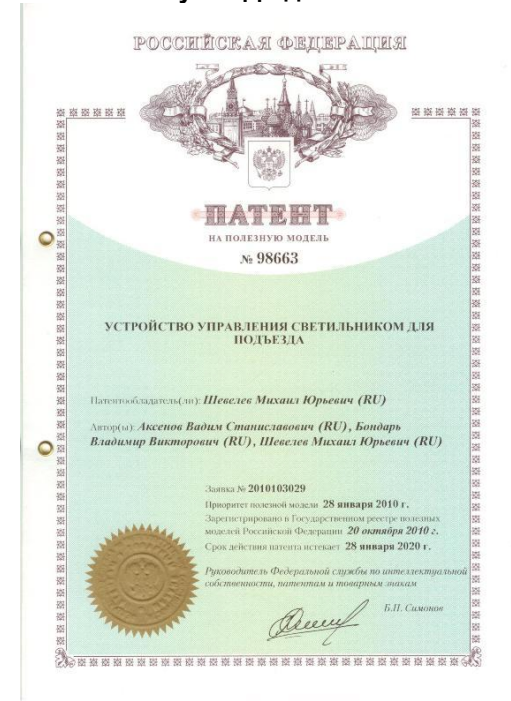 РОССИЙСКАЯ ФЕДЕРАЦИЯ
ПАТЕНТ
НА ПОЛЕЗНУЮ МОДЕЛЬ
№ 98663
УСТРОЙСТВО УПРАВЛЕНИЯ СВЕТИЛЬНИКОМ ДЛЯ
ПОДЪЕЗДА
Патентообладатель(ли): Шевелев Михаил Юрьевич (RU)
Автор(ы): Аксенов Вадим Станиславович (RU), Бондарь
Владимир Викторович (RU), Шевелев Михаил Юрьевич (RU)
Заявка № 2010103029
Приоритет полезной модели 28 января 2010 г.
Зарегистрировано в Государственном реестре полезных
моделей Российской Федерации 20 октября 2010 г.
Срок действия патента истекает 28 января 2020 г.
Руководитель Федеральной службы по интеллектуальной
собственности, патентам и товарным знакам
Б.П. Симонов